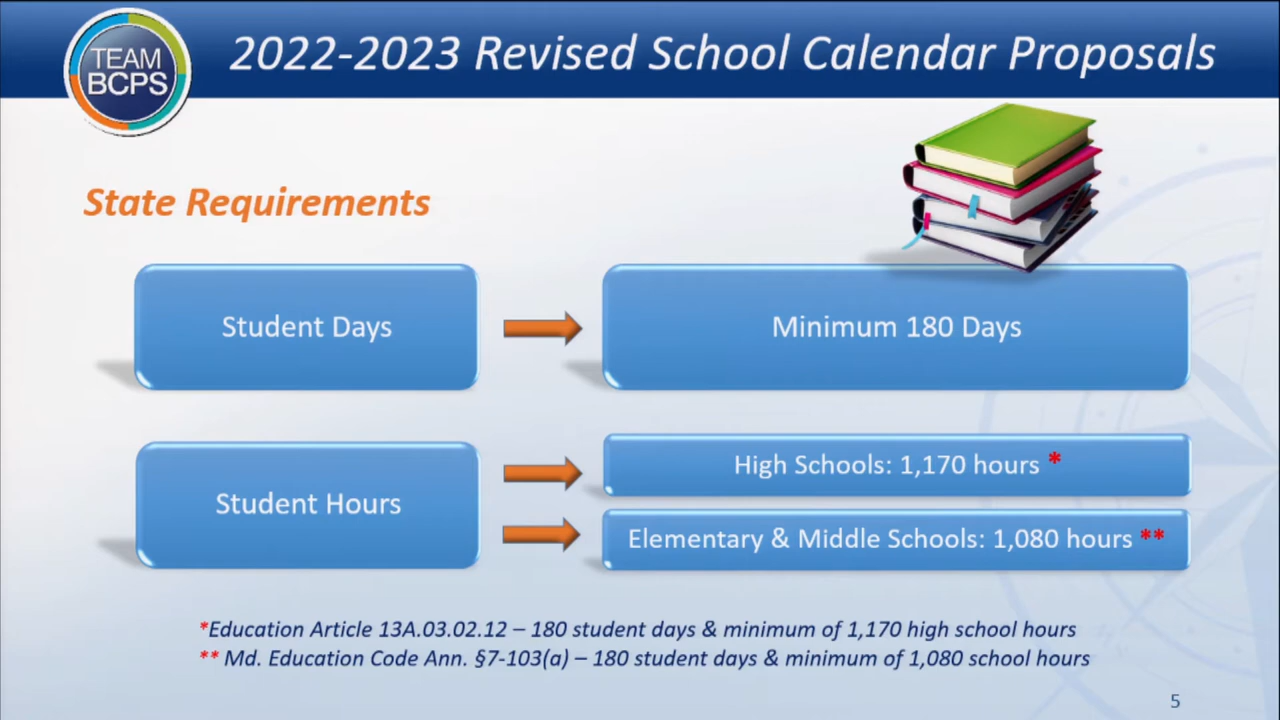 TEAM
BCPS
2022-2023 Revised School Calendar Proposals
State Requirements
Student Days
Minimum 180 Days
Student Hours
High Schools: 1,170 hours *
Elementary & Middle Schools: 1,080 hours **
*Education Article 13A.03.02.12 – 180 student days & minimum of 1,170 high school hours
** Md. Education Code Ann. §7-103(a) – 180 student days & minimum of 1,080 school hours
5